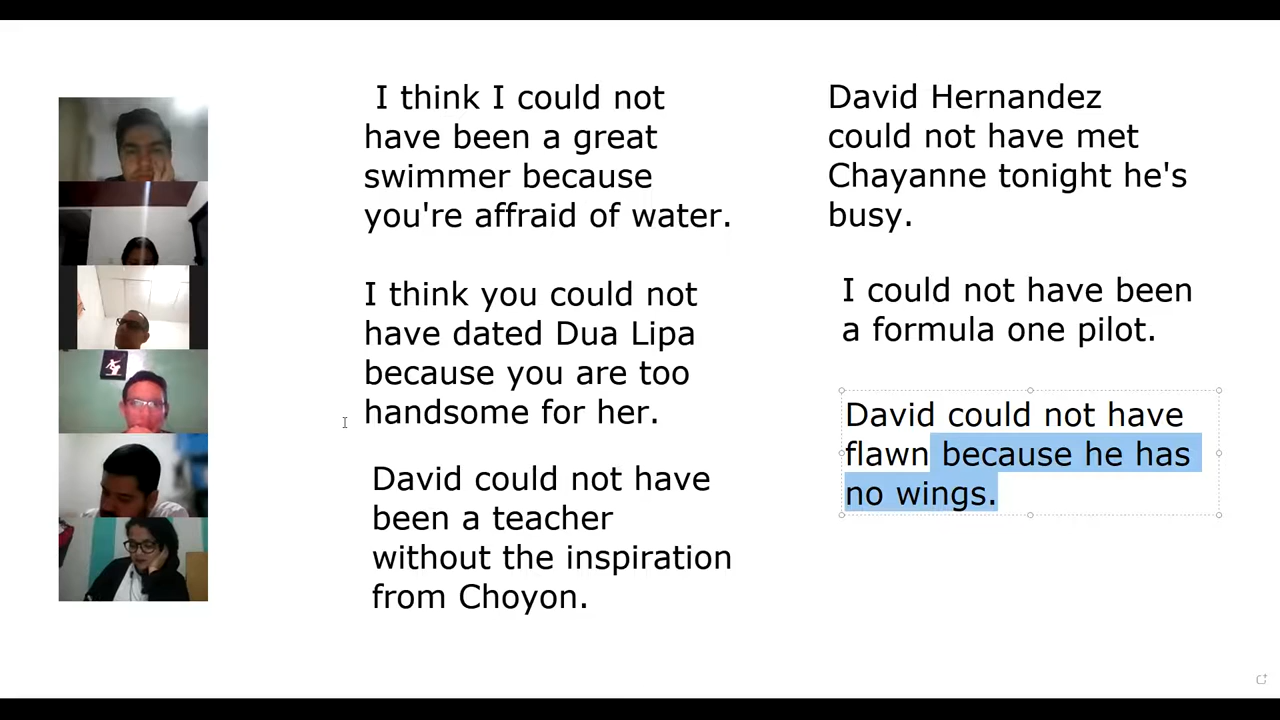 I think I could not
have been a great
swimmer because
you're affraid of water.
I think you could not
have dated Dua Lipa
because you are too
handsome for her.
David could not have
been a teacher
without the inspiration
from Choyon.
David Hernandez
could not have met
Chayanne tonight he's
busy.
I could not have been
a formula one pilot.
David could not have
flawn because he has
no wings.